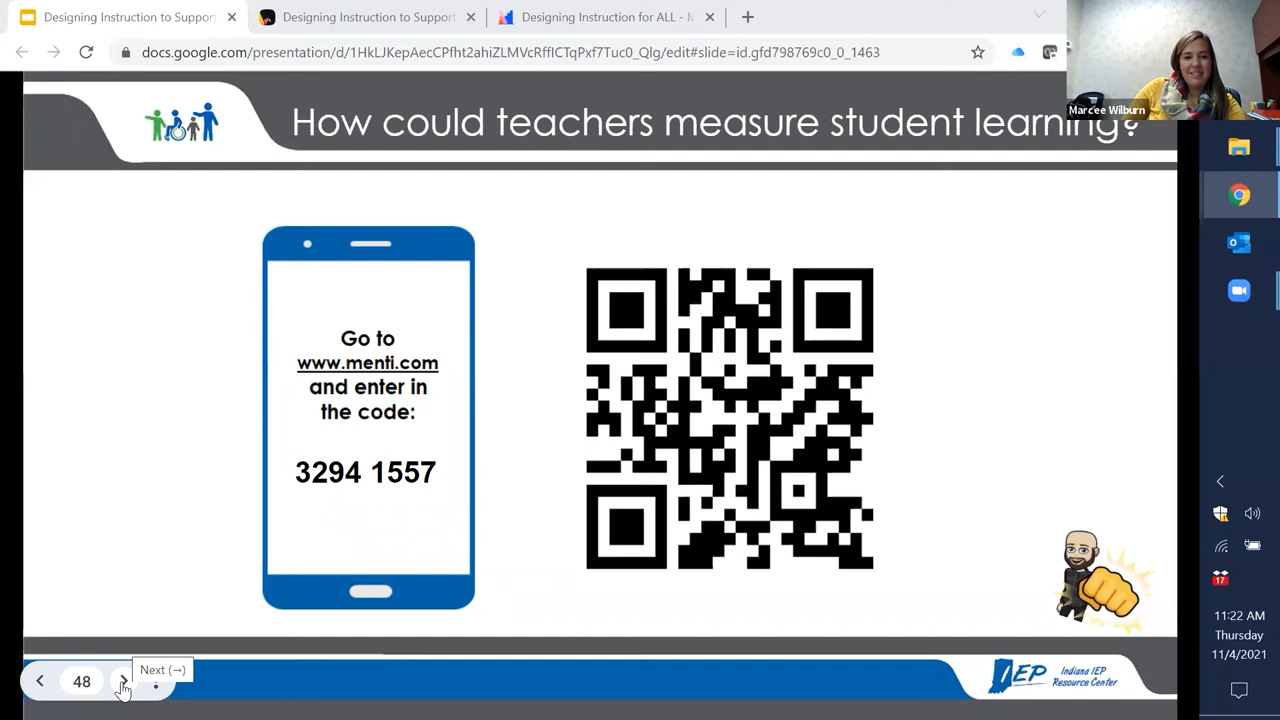 Designing Instruction to Support
Designing Instruction to Support
Designing Instruction for ALL - M
docs.google.com/presentation/d/1HkLJKepAecCPfht2ahiZLMVcRfflCTqPxf7Tuc0_Qlg/edit#slide=id.gfd798769c0_0_1463
Marcee Wilburn
How could teachers measure student learning?
Go to
www.menti.com
and enter in
the code:
3294 1557
17
11:22 AM
Thursday
11/4/2021
48
Next (→)
IEP
Indiana IEP
Resource Center